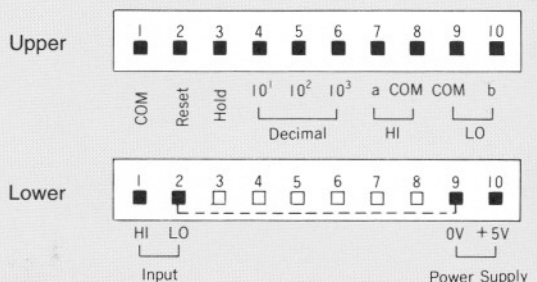 Upper
1 2 3 4 5 6 7 8 9 10
COM Reset Hold 10¹ 10² 10³ a COM COM b
Decimal HI LO
Lower
1 2 3 4 5 6 7 8 9 10
HI LO 0V +5V
Input Power Supply